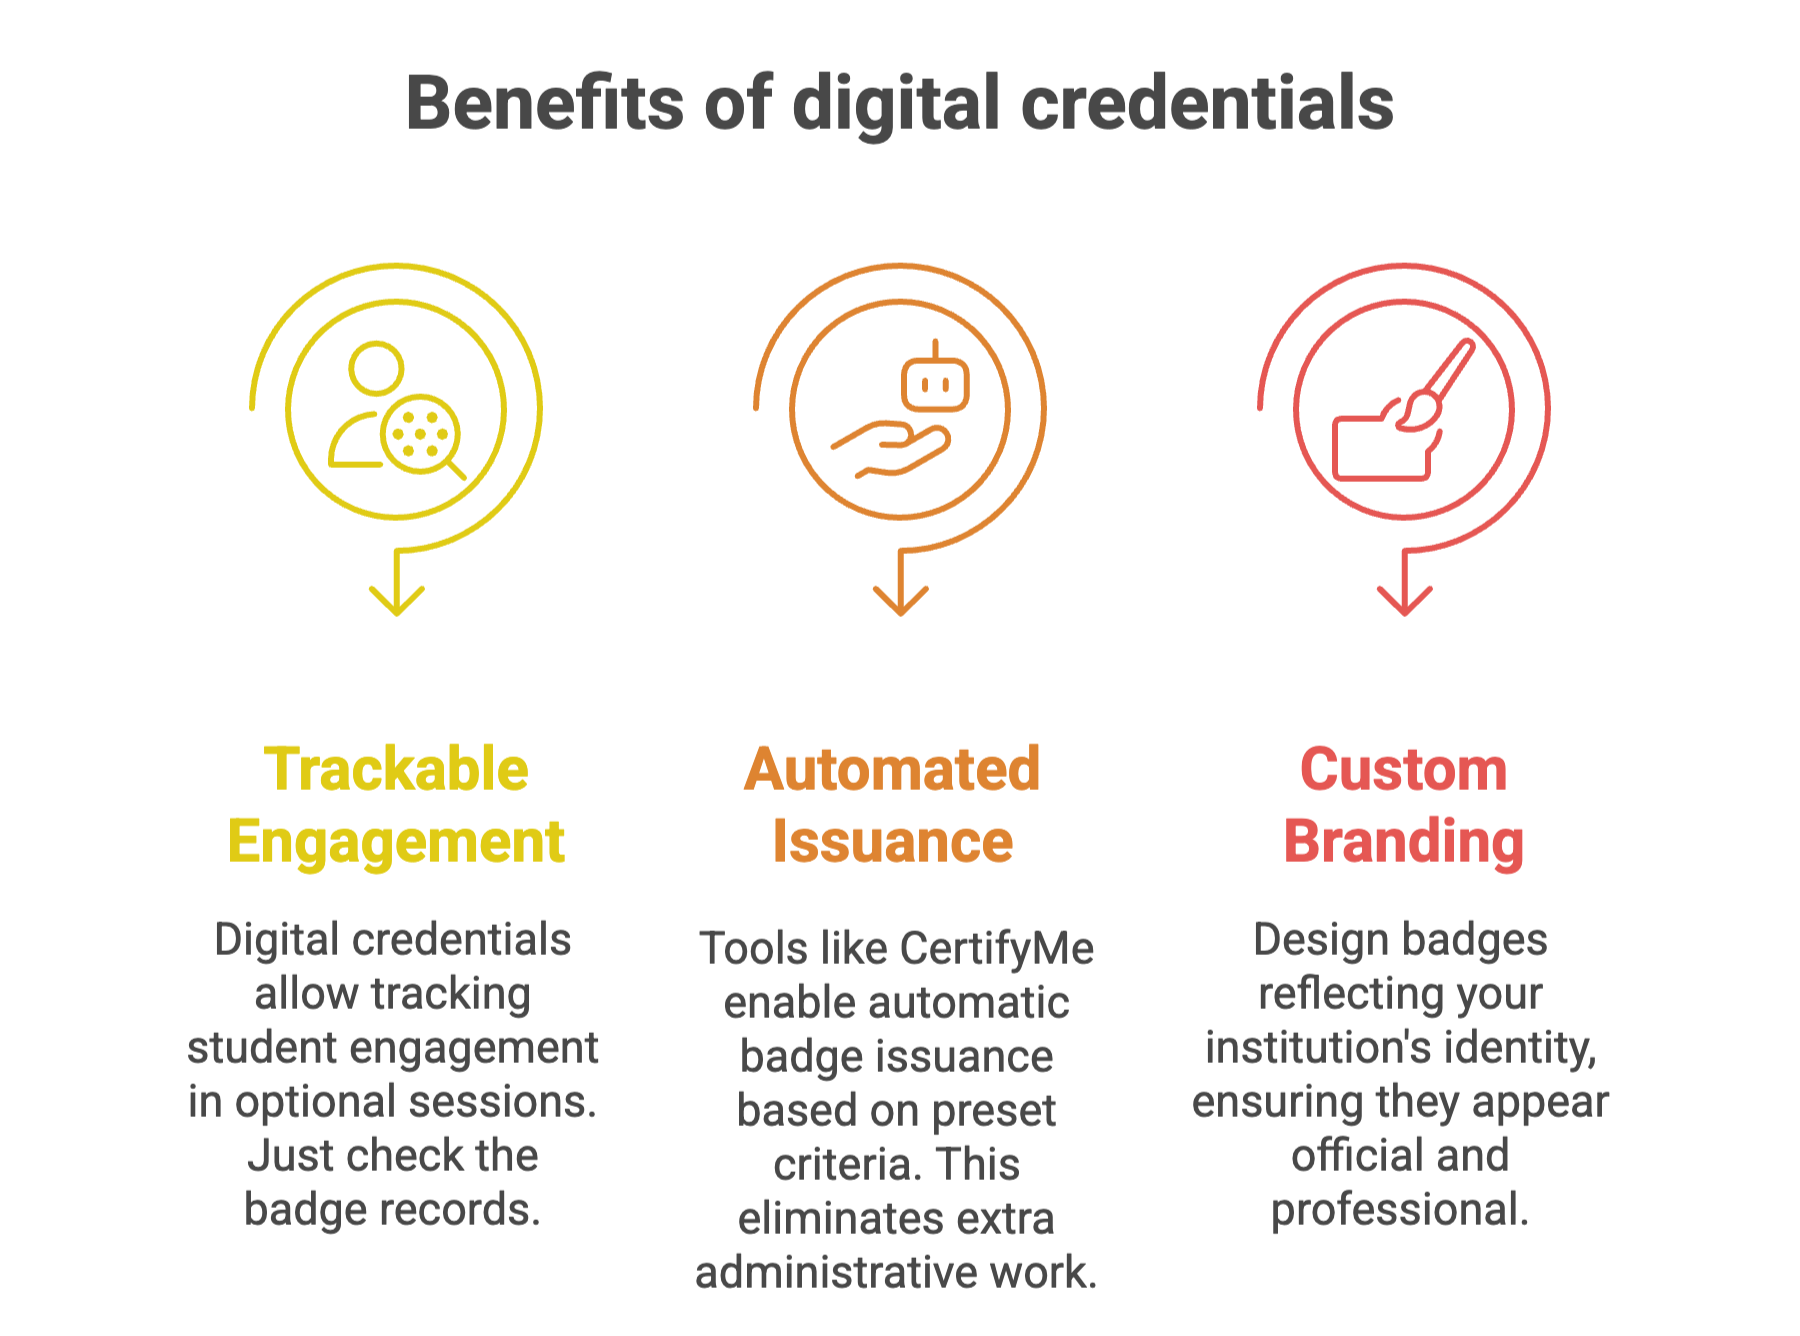 Benefits of digital credentials
Trackable
Engagement
Digital credentials
allow tracking
student engagement
in optional sessions.
Just check the
badge records.
Automated
Issuance
Tools like CertifyMe
enable automatic
badge issuance
based on preset
criteria. This
eliminates extra
administrative work.
Custom
Branding
Design badges
reflecting your
institution's identity,
ensuring they appear
official and
professional.